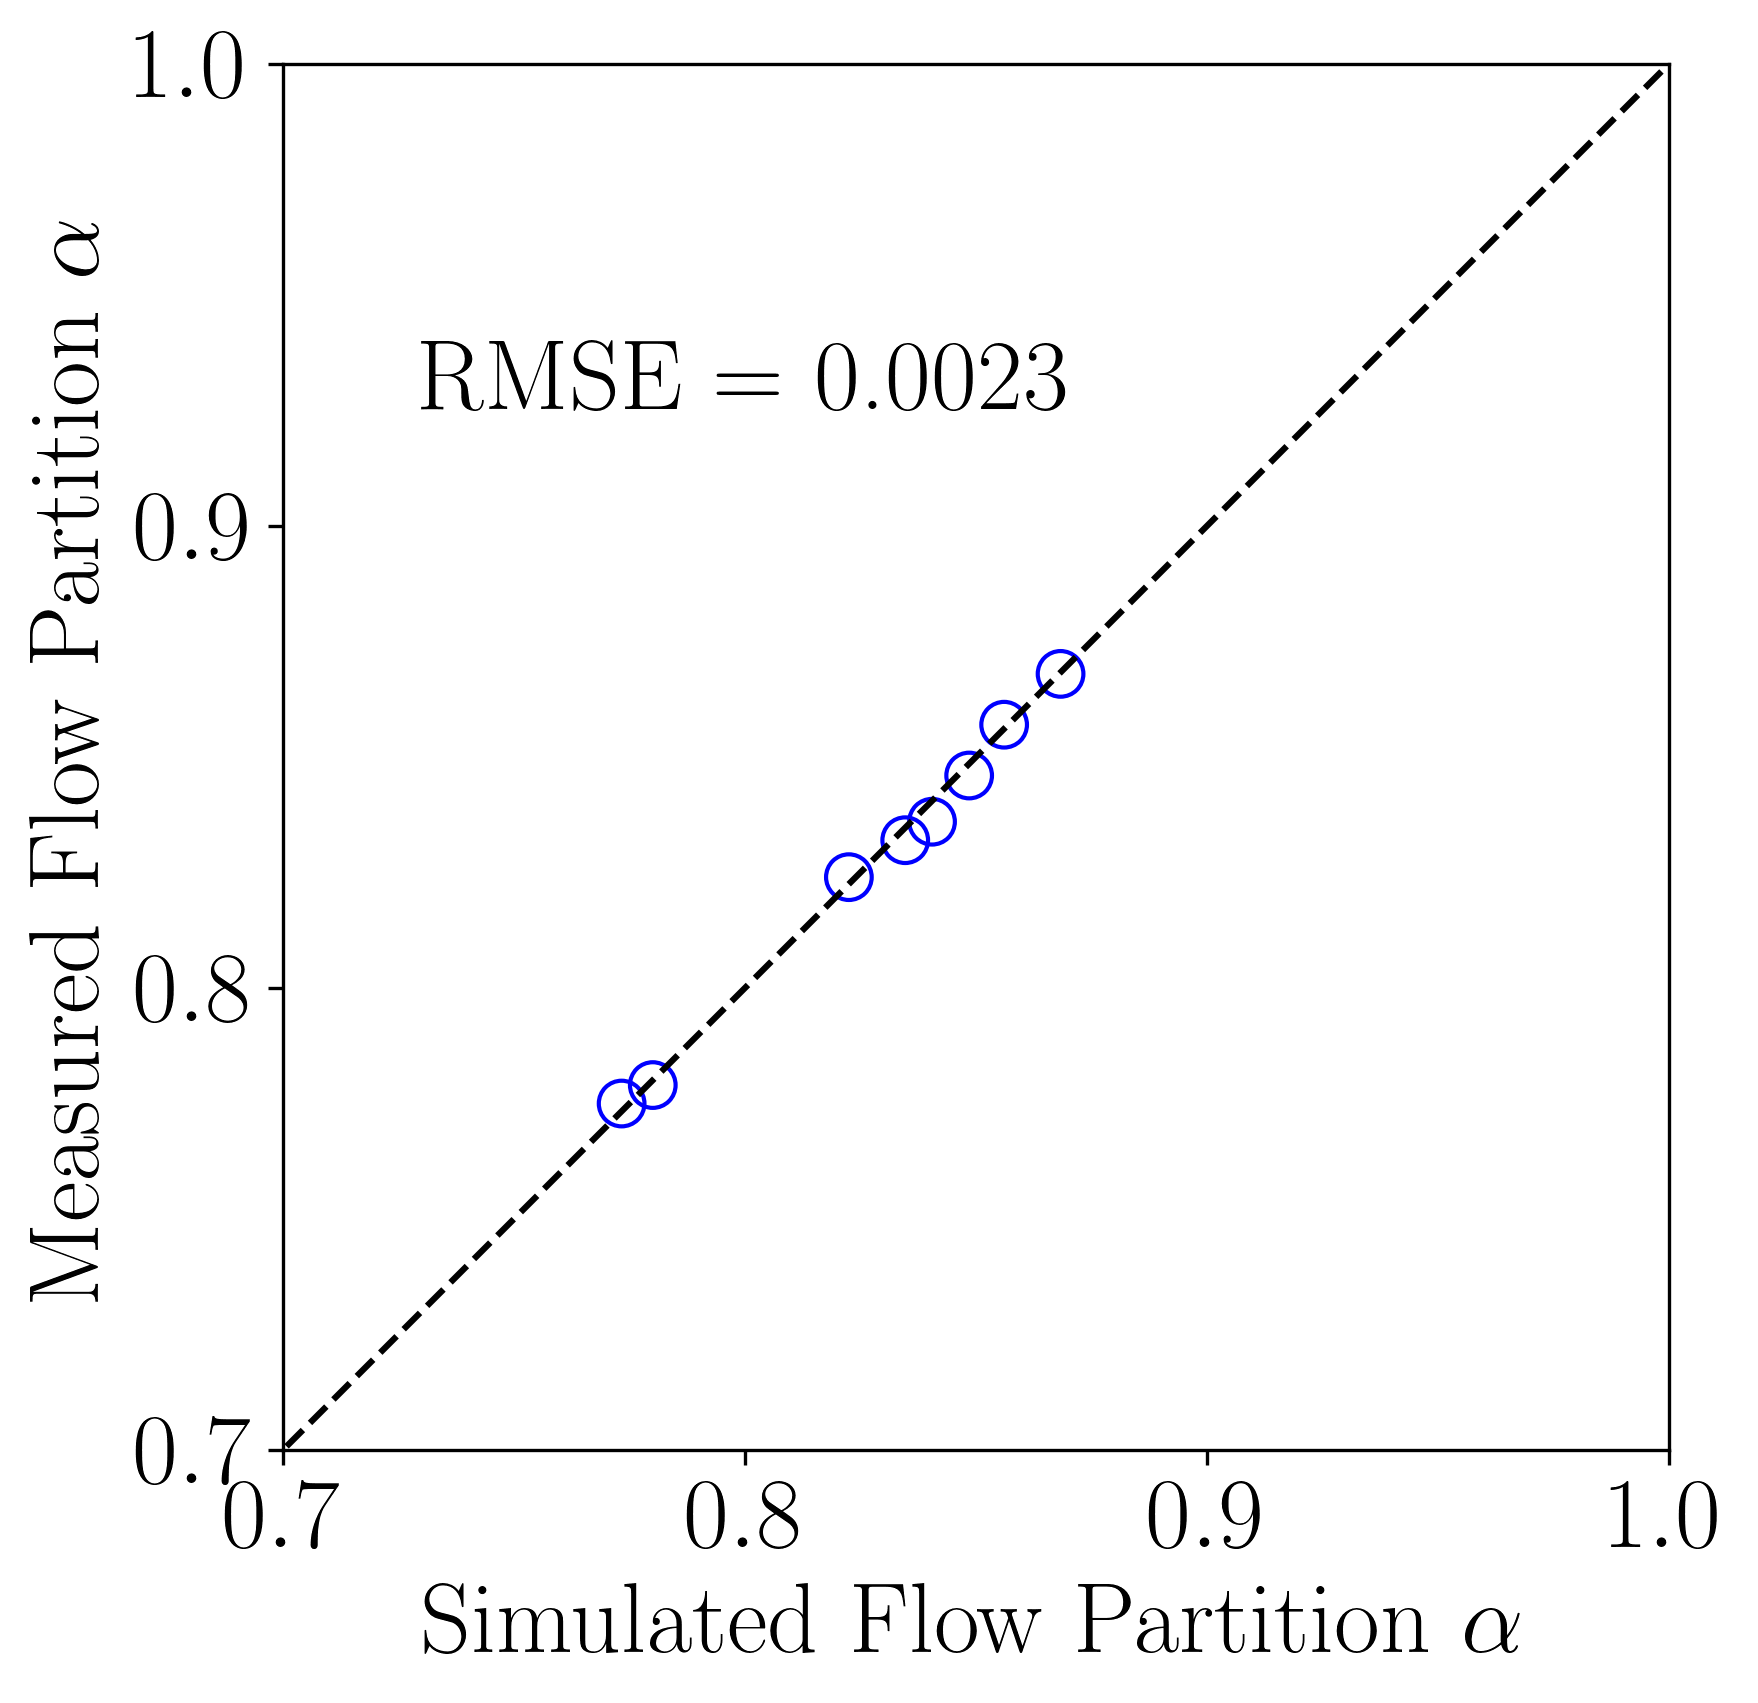 Measured Flow Partition α
1.0
0.9
0.8
0.7
RMSE = 0.0023
0.7 0.8 0.9 1.0
Simulated Flow Partition α